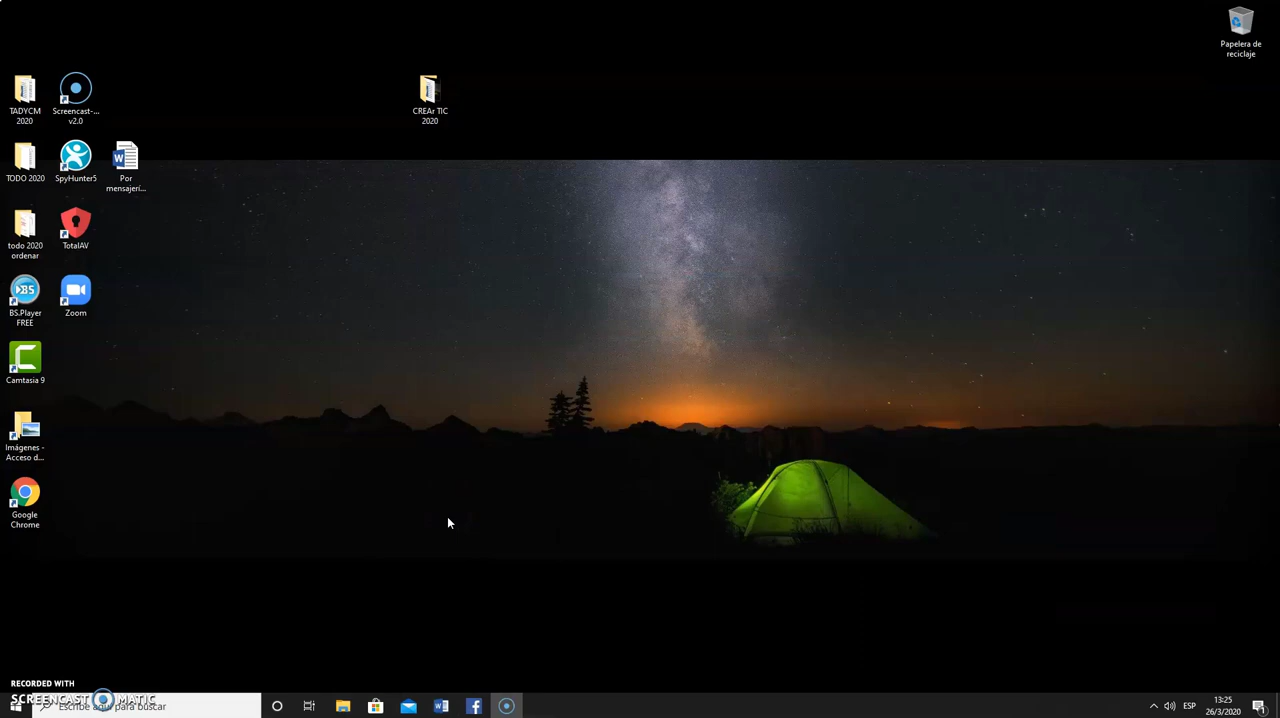 Papelera de
reciclaje
TADYCM
2020
Screencast-...
v2.0
CREAr TIC
2020
TODO 2020
SpyHunter5
Por
mensajerí...
todo 2020
ordenar
TotalAV
BS.Player
FREE
Zoom
Camtasia 9
Imágenes -
Acceso d...
Google
Chrome
RECORDED WITH
SCREENCAST MATIC
Escribe aquí para buscar
ESP
13:25
26/3/2020